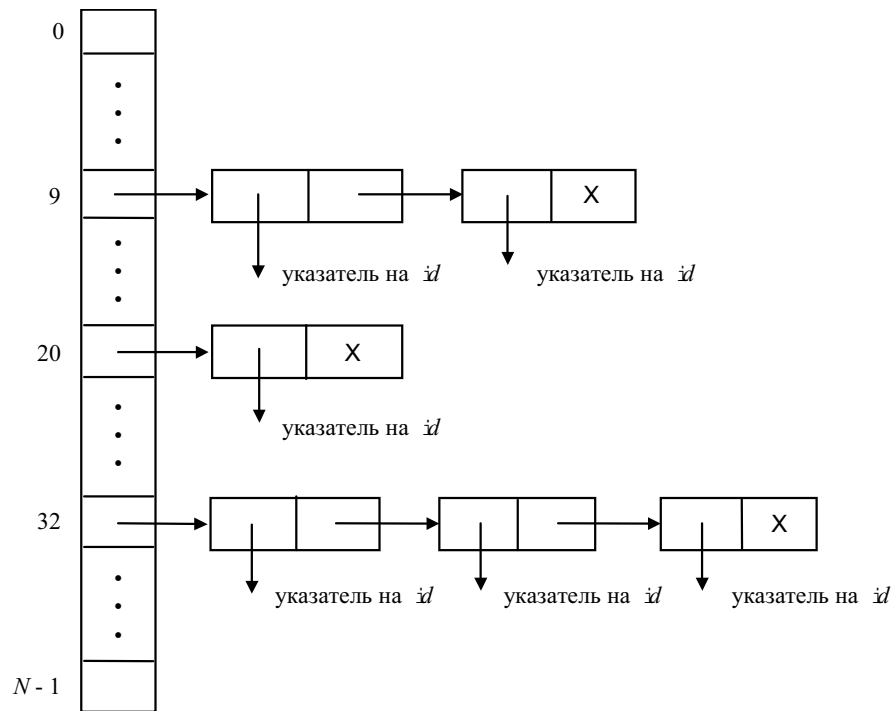 0
9
X
указатель на id
указатель на id
20
X
указатель на id
32
X
указатель на id
указатель на id
указатель на id
N - 1